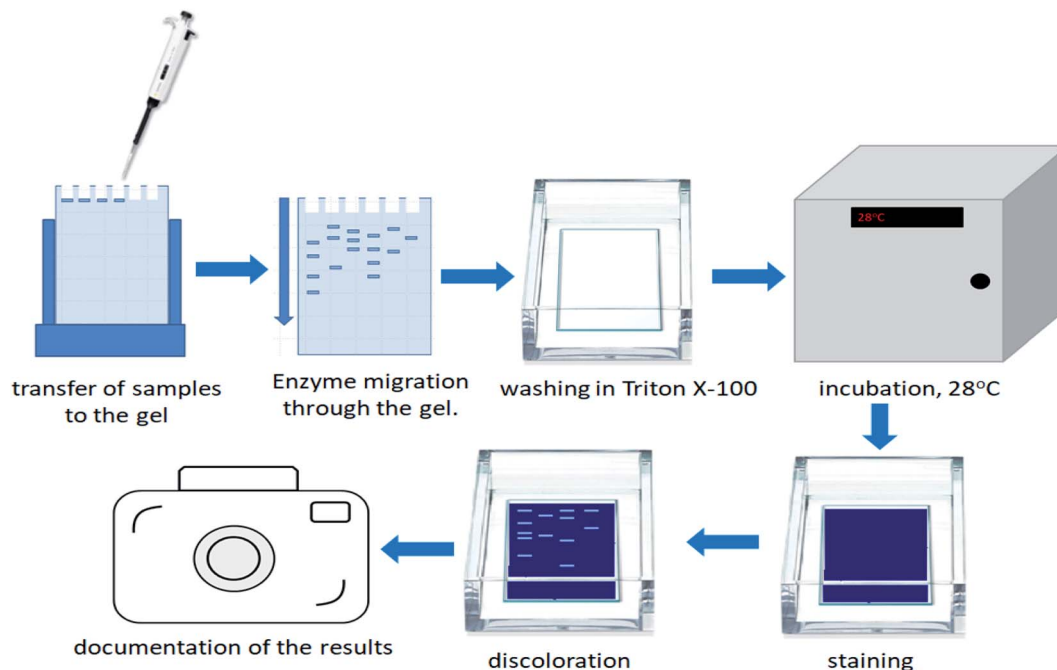 28°C
transfer of samples
to the gel
Enzyme migration
through the gel.
washing in Triton X-100
incubation, 28°C
documentation of the results
discoloration
staining